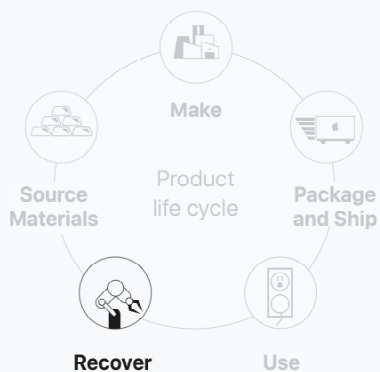 Make
Source
Materials
Product
life cycle
Package
and Ship
Recover
Use